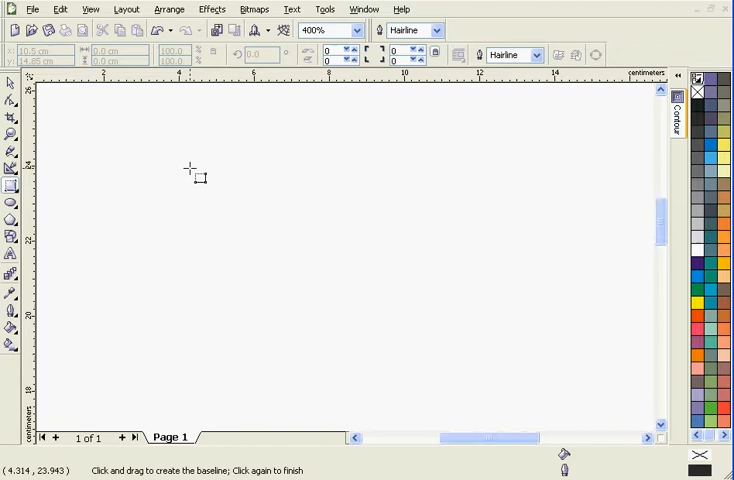 File Edit View Layout Arrange Effects Bitmaps Text Tools Window Help
400% Hairline
x: 10.5 cm 0.0 cm 100.0 % 0.0 ° 0 0 Hairline
y: 14.85 cm 0.0 cm 100.0 % 0 0
2 4 6 8 10 12 14 centimeters
26
Contour
24
22
20
18
centimeters
1 of 1 Page 1
( 4.314 , 23.943 ) Click and drag to create the baseline; Click again to finish